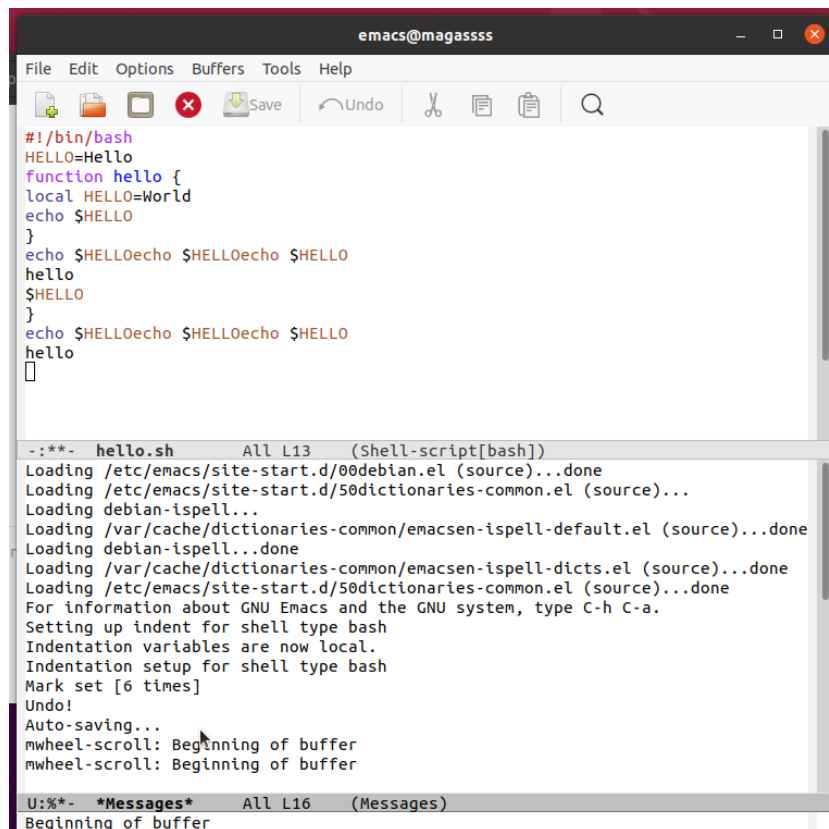 emacs@magassss
File Edit Options Buffers Tools Help
Save Undo
#!/bin/bash
HELLO=Hello
function hello {
local HELLO=World
echo $HELLO
}
echo $HELLOecho $HELLOecho $HELLO
hello
$HELLO
}
echo $HELLOecho $HELLOecho $HELLO
hello
-:**- hello.sh All L13 (Shell-script[bash])
Loading /etc/emacs/site-start.d/00debian.el (source)...done
Loading /etc/emacs/site-start.d/50dictionaries-common.el (source)...
Loading debian-ispell...
Loading /var/cache/dictionaries-common/emacsen-ispell-default.el (source)...done
Loading debian-ispell...done
Loading /var/cache/dictionaries-common/emacsen-ispell-dicts.el (source)...done
Loading /etc/emacs/site-start.d/50dictionaries-common.el (source)...done
For information about GNU Emacs and the GNU system, type C-h C-a.
Setting up indent for shell type bash
Indentation variables are now local.
Indentation setup for shell type bash
Mark set [6 times]
Undo!
Auto-saving...
mwheel-scroll: Beginning of buffer
mwheel-scroll: Beginning of buffer
U:%*- *Messages* All L16 (Messages)
Beginning of buffer